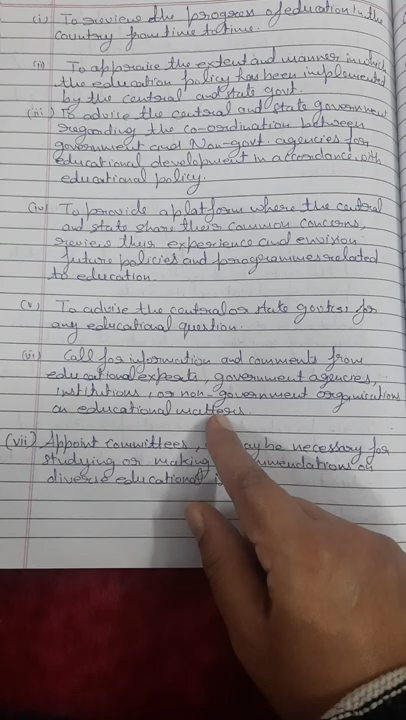 (i) To review the progress of education in the
country from time to time.
(ii) To appraise the extent and manner in which
the education policy has been implemented
by the central and state govt.
(iii) To advise the central and state government
regarding the co-ordination between
government and Non-govt. agencies for
educational development in accordance with
educational policy.
(iv) To provide a platform where the central
and state share their common concerns,
review their experience and envision
future policies and programmes related
to education.
(v) To advise the central or state govts: for
any educational question.
(vi) Call for information and comments from
educational experts, government agencies,
institutions, or non-government organisations
on educational matters.
(vii) Appoint committees, may be necessary for
studying or making mmendations on
diverse educational